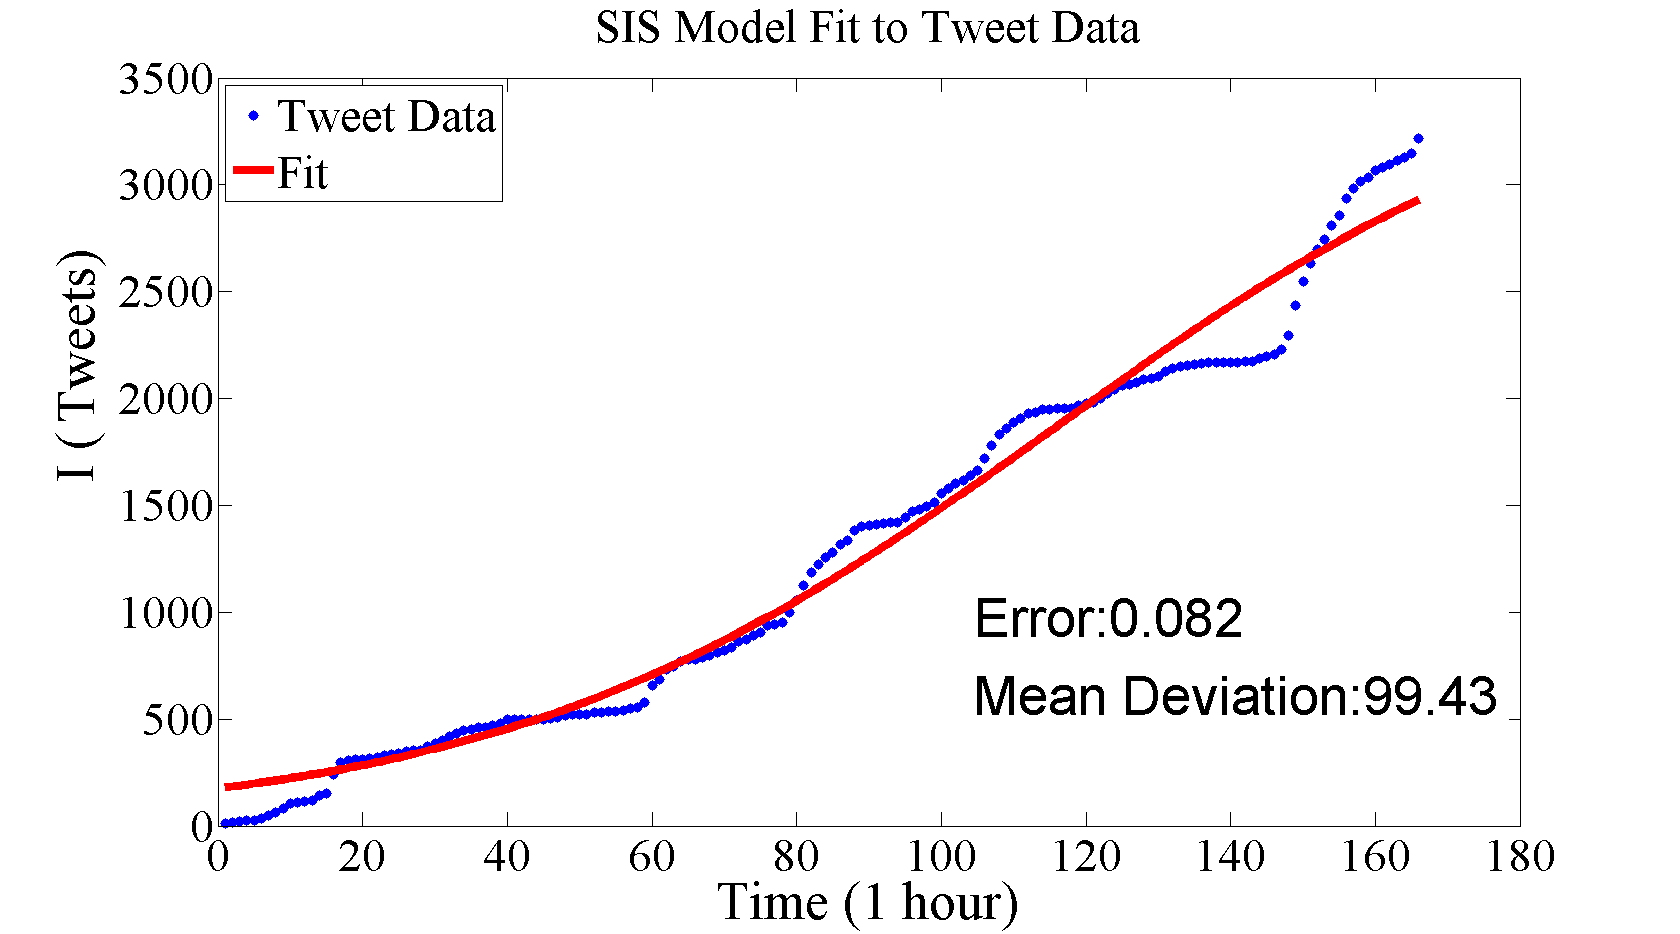 SIS Model Fit to Tweet Data
3500
3000
2500
2000
1500
1000
500
0
I ( Tweets)
Tweet Data
Fit
Error:0.082
Mean Deviation:99.43
0 20 40 60 80 100 120 140 160 180
Time (1 hour)